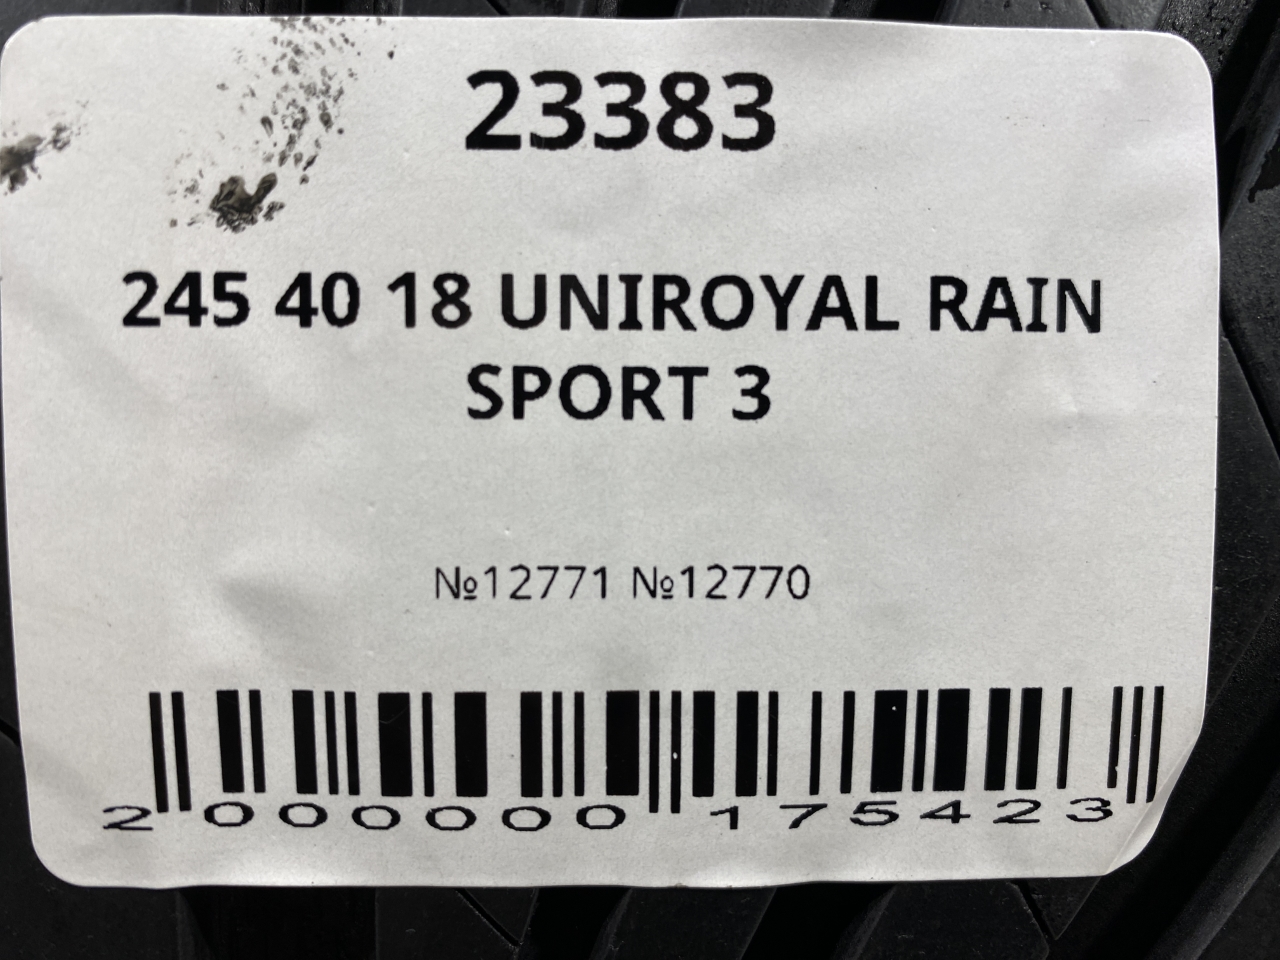 23383
245 40 18 UNIROYAL RAIN
SPORT 3
№12771 №12770
2 000000 175423